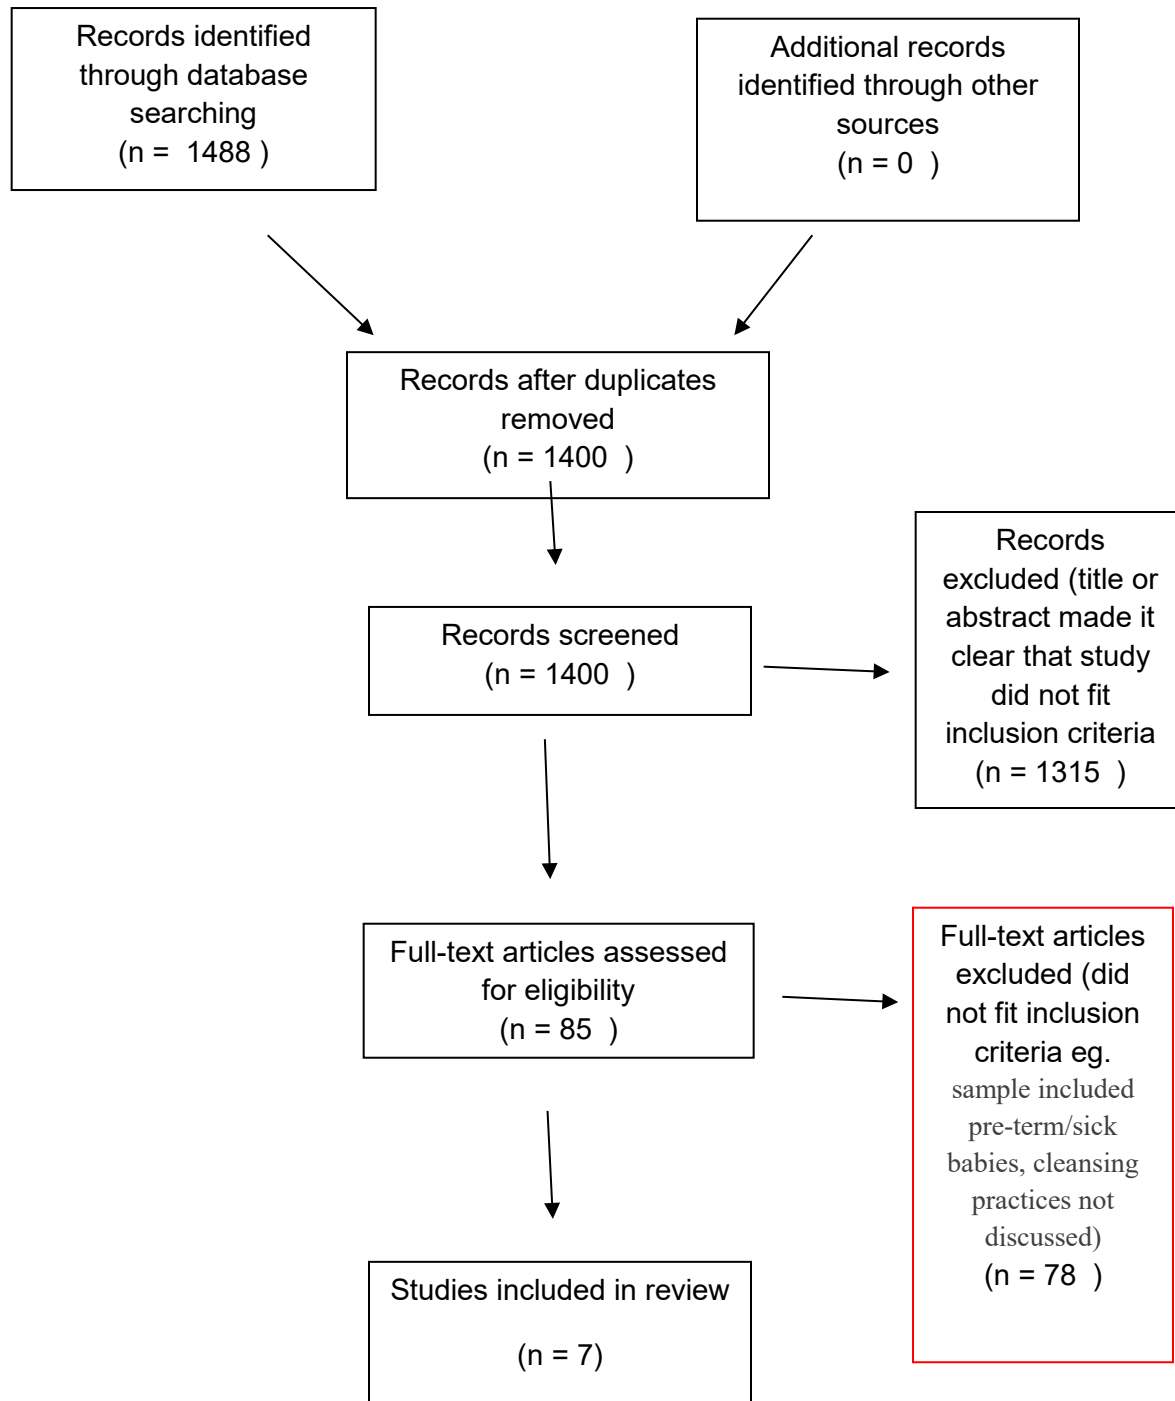 Records identified
through database
searching
(n =  1488 )
Additional records
identified through other
sources
(n = 0  )
Records after duplicates
removed
(n = 1400  )
Records screened
(n = 1400  )
Records
excluded (title or
abstract made it
clear that study
did not fit
inclusion criteria
(n = 1315  )
Full-text articles assessed
for eligibility
(n = 85  )
Full-text articles
excluded (did
not fit inclusion
criteria eg.
sample included
pre-term/sick
babies, cleansing
practices not
discussed)
(n = 78  )
Studies included in review
(n = 7)